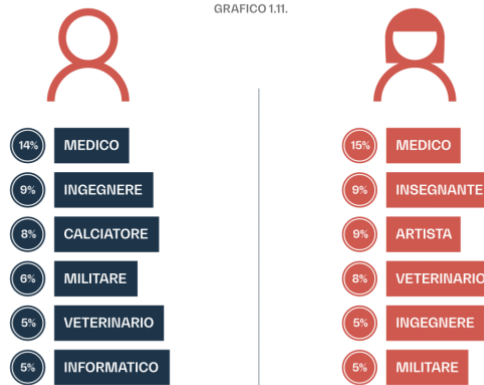 GRAFICO 1.11.
14% MEDICO
9% INGEGNERE
8% CALCIATORE
6% MILITARE
5% VETERINARIO
5% INFORMATICO
15% MEDICO
9% INSEGNANTE
9% ARTISTA
8% VETERINARIO
5% INGEGNERE
5% MILITARE